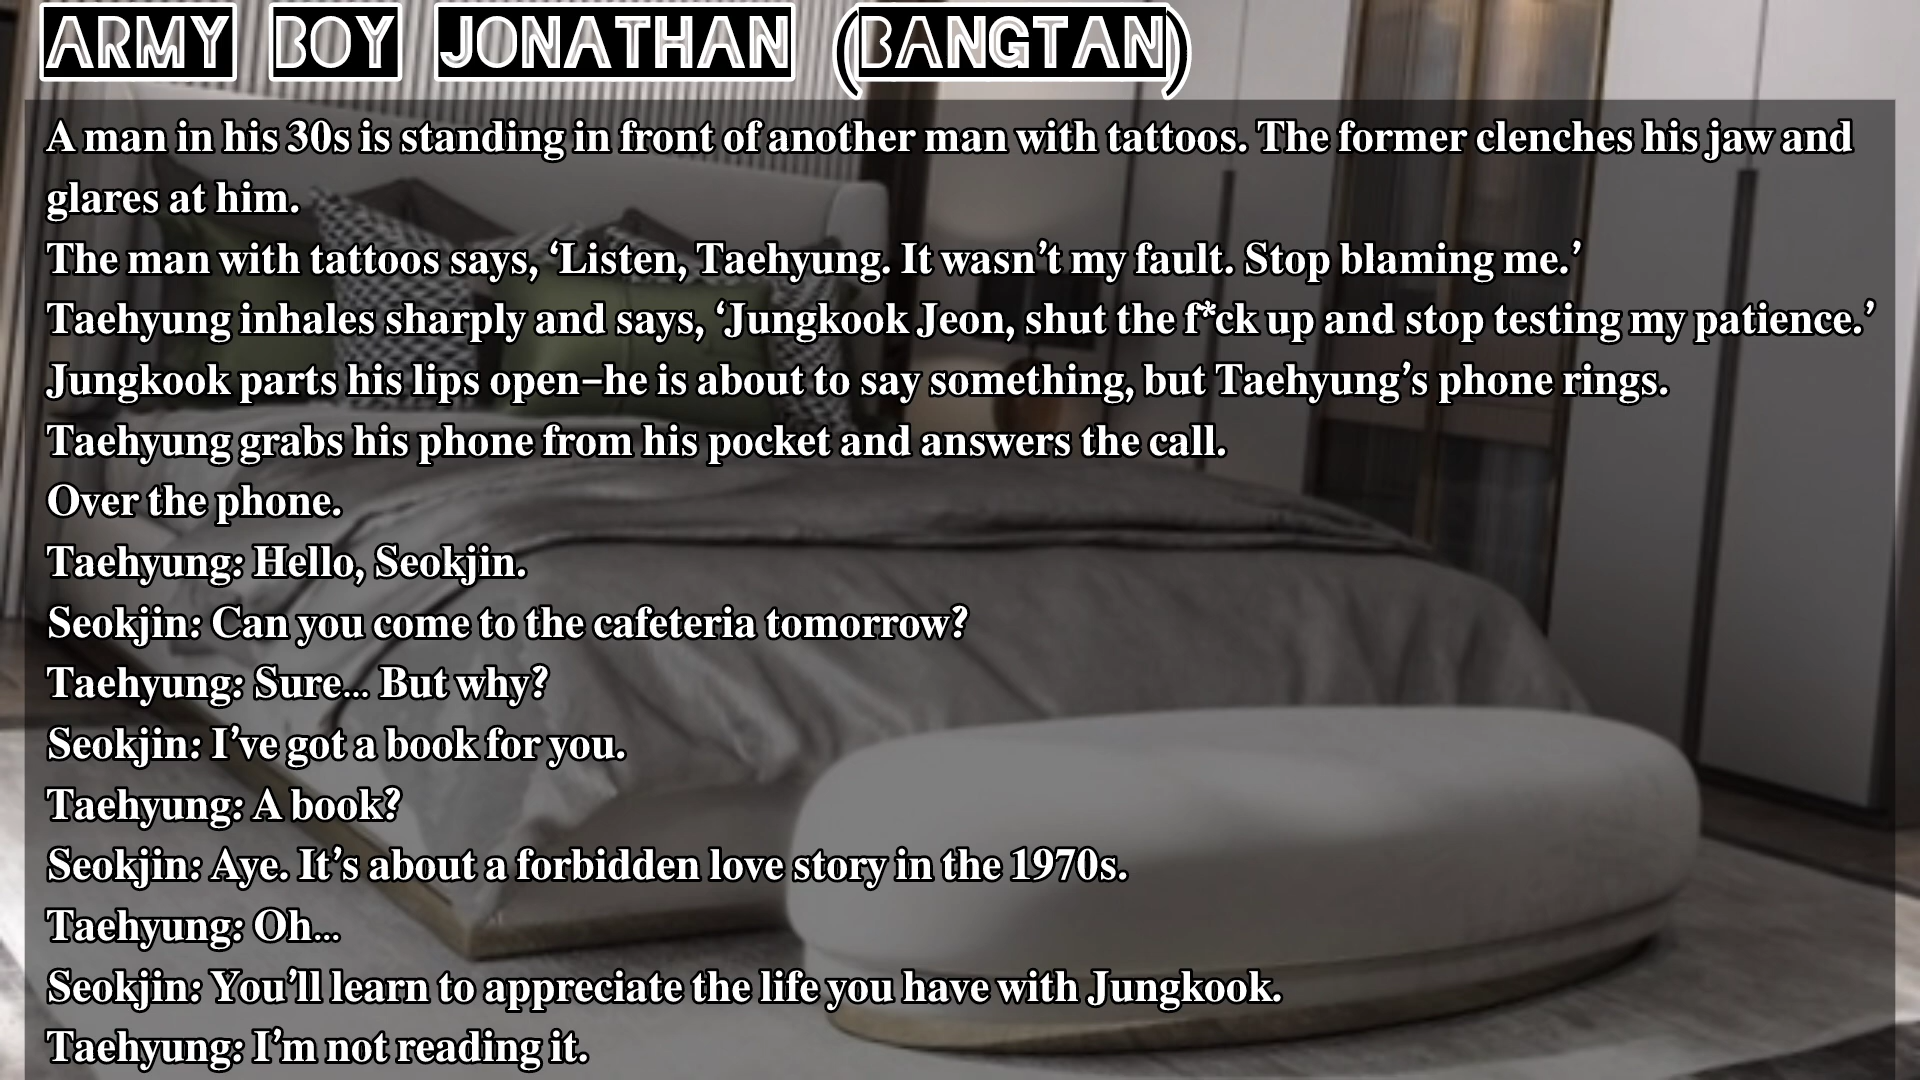 ARMY BOY JONATHAN (BANGTAN)
A man in his 30s is standing in front of another man with tattoos. The former clenches his jaw and
glares at him.
The man with tattoos says, ‘Listen, Taehyung. It wasn’t my fault. Stop blaming me.’
Taehyung inhales sharply and says, ‘Jungkook Jeon, shut the f*ck up and stop testing my patience.’
Jungkook parts his lips open–he is about to say something, but Taehyung’s phone rings.
Taehyung grabs his phone from his pocket and answers the call.
Over the phone.
Taehyung: Hello, Seokjin.
Seokjin: Can you come to the cafeteria tomorrow?
Taehyung: Sure... But why?
Seokjin: I’ve got a book for you.
Taehyung: A book?
Seokjin: Aye. It’s about a forbidden love story in the 1970s.
Taehyung: Oh...
Seokjin: You’ll learn to appreciate the life you have with Jungkook.
Taehyung: I’m not reading it.